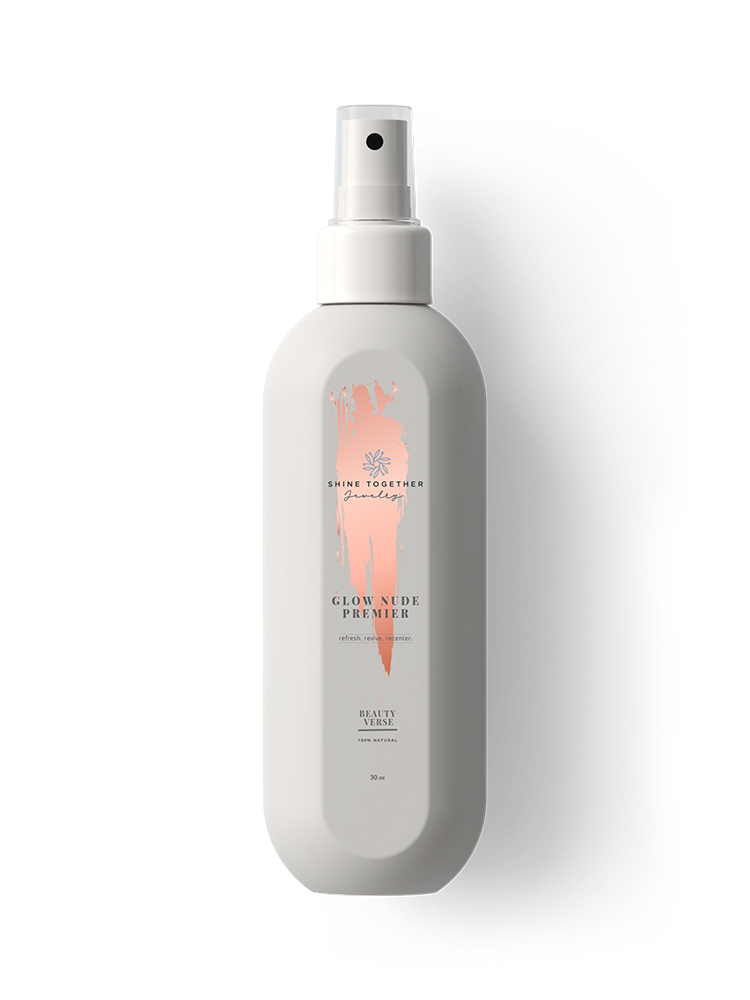 SHINE TOGETHER
Jewelry
GLOW NUDE
PREMIER
refresh. revive. recenter.
BEAUTY
VERSE
100% NATURAL
30 ml